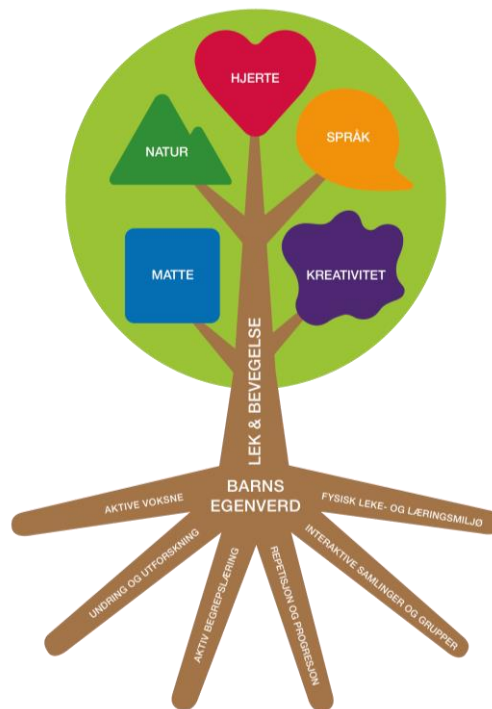 HJERTE
NATUR
SPRÅK
MATTE
KREATIVITET
LEK & BEVEGELSE
BARNS
EGENVERD
AKTIVE VOKSNE
UNDRING OG UTFORSKNING
AKTIV BEGREPSLÆRING
REPETISJON OG PROGRESJON
INTERAKTIVE SAMLINGER OG GRUPPER
FYSISK LEKE- OG LÆRINGSMILJØ